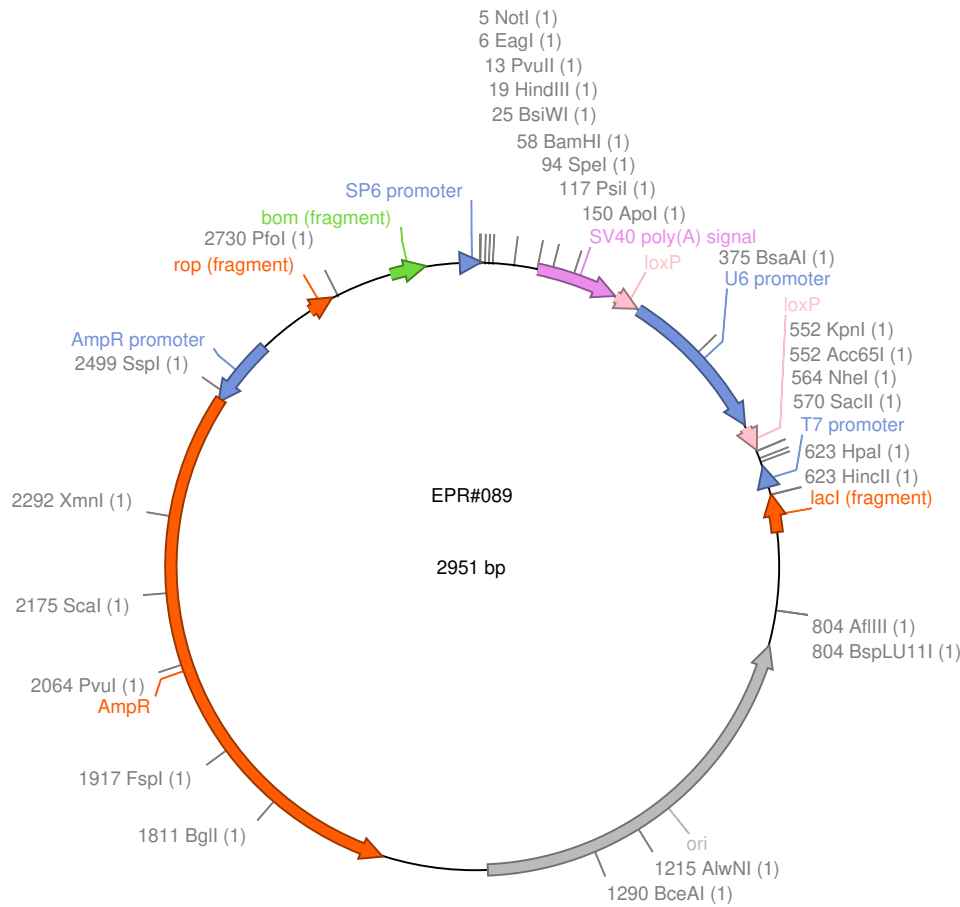 5 NotI (1)
6 EagI (1)
13 PvuII (1)
19 HindIII (1)
25 BsiWI (1)
58 BamHI (1)
94 SpeI (1)
117 PsiI (1)
150 ApoI (1)
SV40 poly(A) signal
loxP
375 BsaAI (1)
U6 promoter
loxP
552 KpnI (1)
552 Acc65I (1)
564 NheI (1)
570 SacII (1)
T7 promoter
623 HpaI (1)
623 HincII (1)
lacI (fragment)
804 AflIII (1)
804 BspLU11I (1)
ori
1215 AlwNI (1)
1290 BceAI (1)
1811 BglI (1)
1917 FspI (1)
AmpR
2064 PvuI (1)
2175 ScaI (1)
2292 XmnI (1)
2499 SspI (1)
AmpR promoter
rop (fragment)
2730 PfoI (1)
bom (fragment)
SP6 promoter
EPR#089
2951 bp